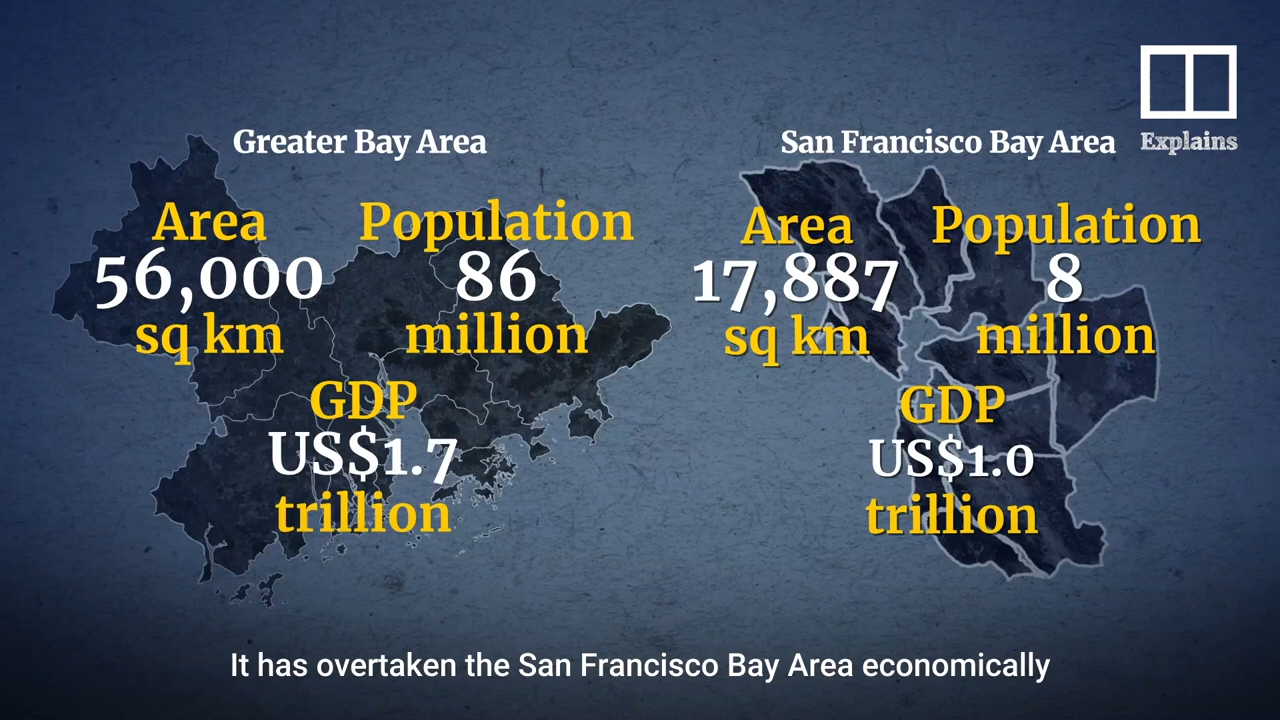 Explains
Greater Bay Area
Area
56,000
sq km
Population
86
million
GDP
US$1.7
trillion
San Francisco Bay Area
Area
17,887
sq km
Population
8
million
GDP
US$1.0
trillion
It has overtaken the San Francisco Bay Area economically